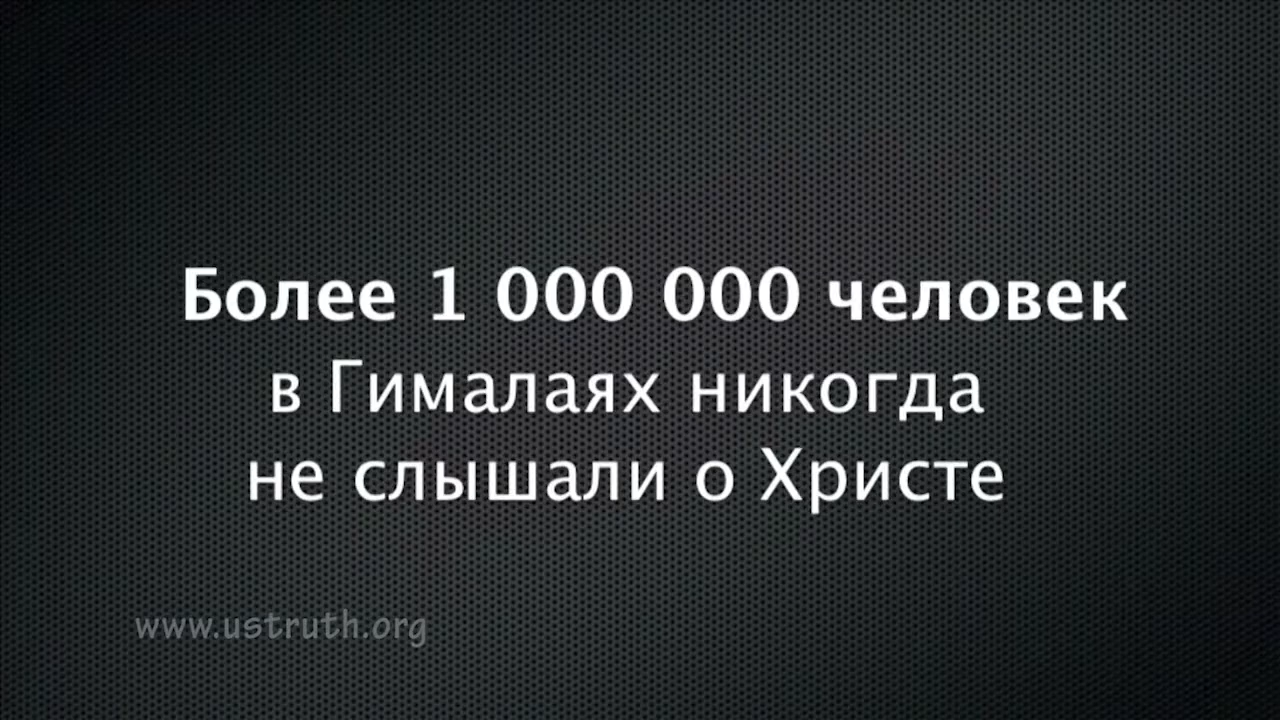 Более 1 000 000 человек
в Гималаях никогда
не слышали о Христе
www.ustruth.org